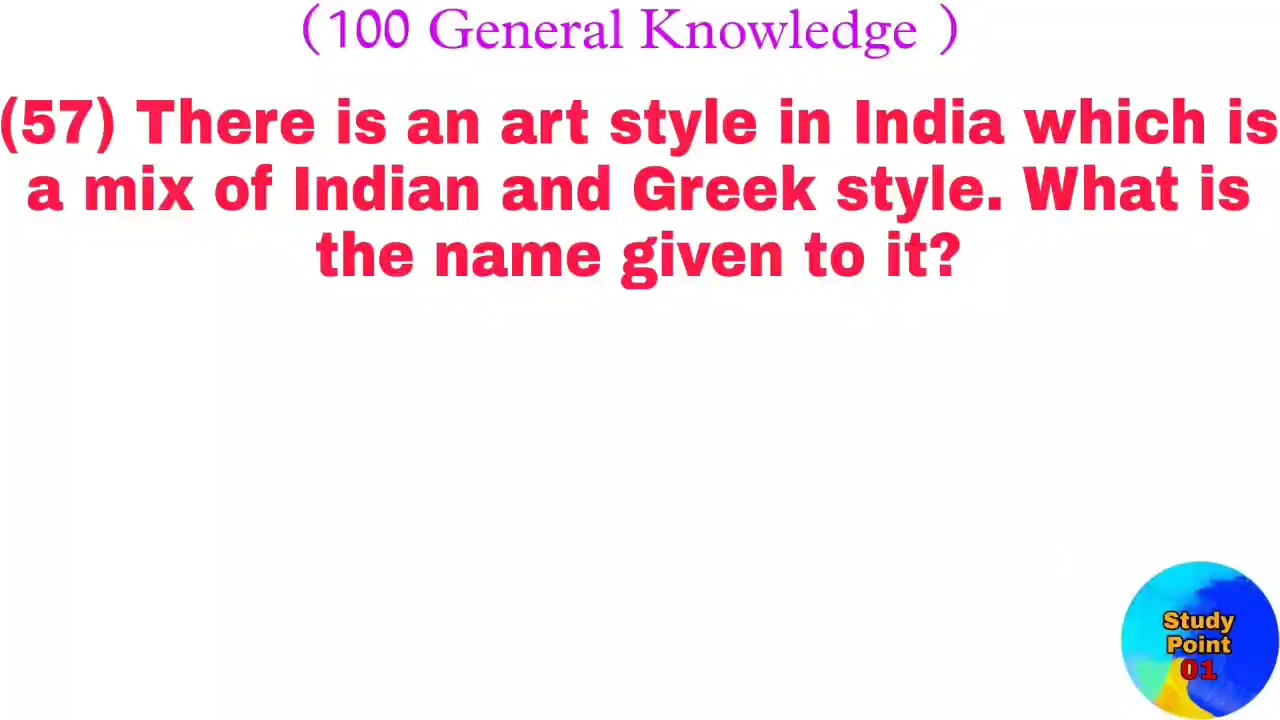 (100 General Knowledge )
(57) There is an art style in India which is
a mix of Indian and Greek style. What is
the name given to it?
Study
Point
01